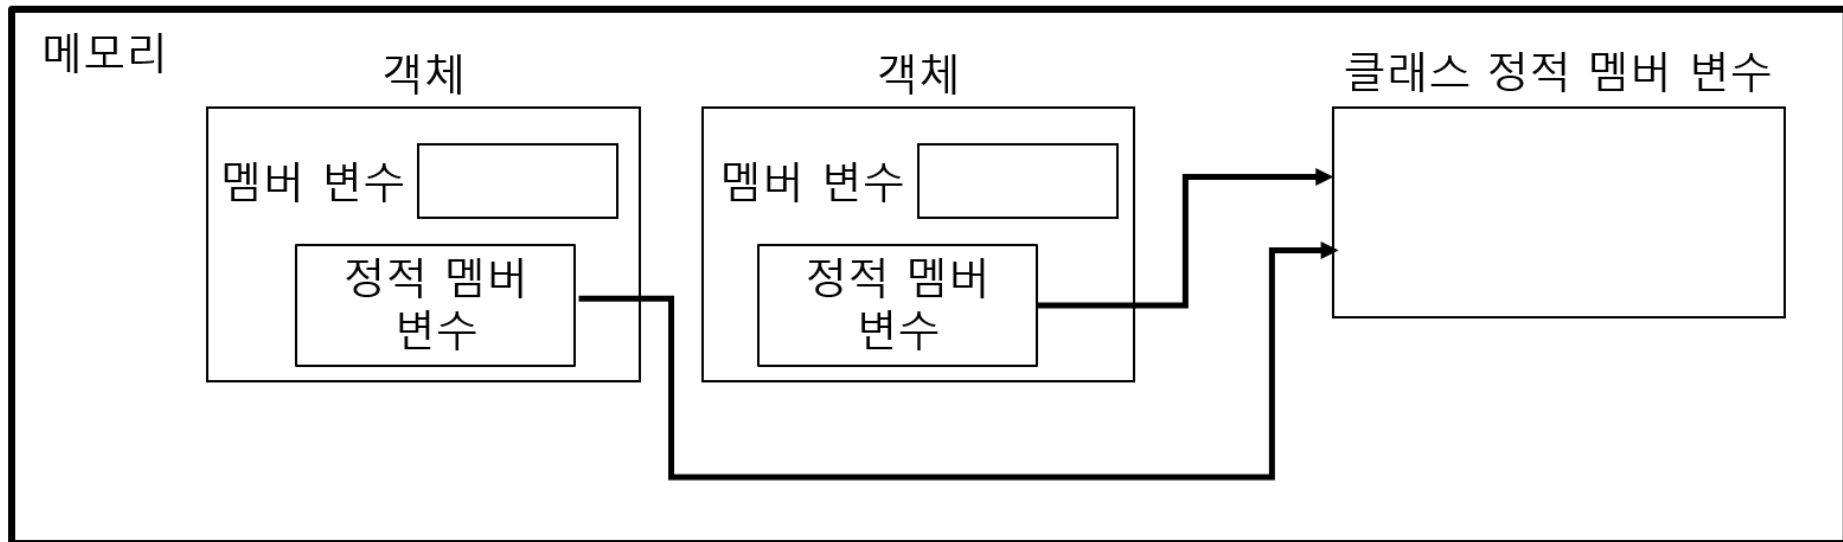 메모리
객체
객체
클래스 정적 멤버 변수
멤버 변수
멤버 변수
정적 멤버
변수
정적 멤버
변수